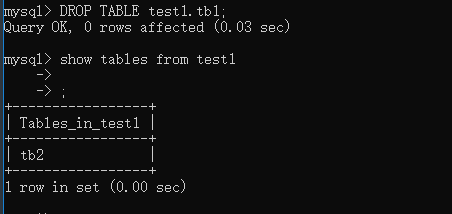 mysql> DROP TABLE test1.tb1;
Query OK, 0 rows affected (0.03 sec)
mysql> show tables from test1
    ->
    -> ;
+-----------------+
| Tables_in_test1 |
+-----------------+
| tb2             |
+-----------------+
1 row in set (0.00 sec)